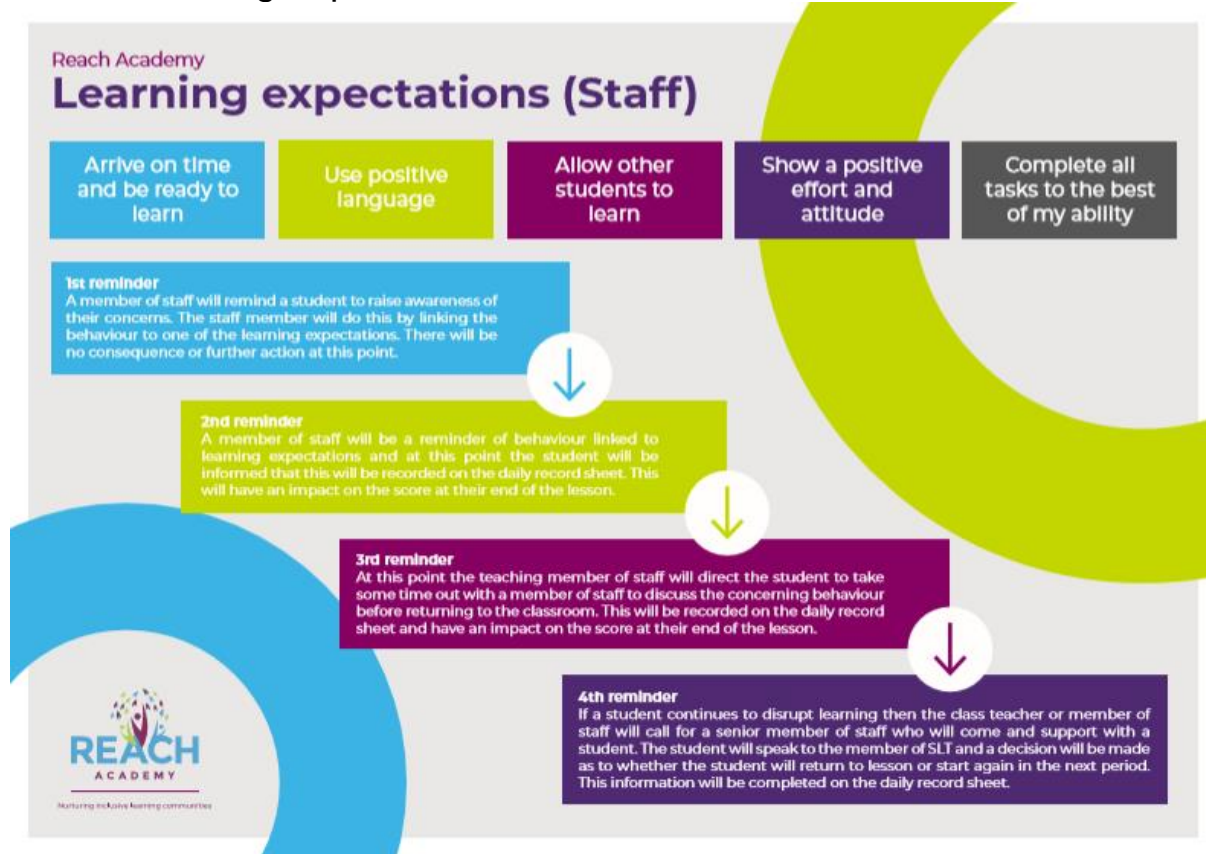 Reach Academy
Learning expectations (Staff)
Arrive on time
and be ready to
learn
Use positive
language
Allow other
students to
learn
Show a positive
effort and
attitude
Complete all
tasks to the best
of my ability
1st reminder
A member of staff will remind a student to raise awareness of
their concerns. The staff member will do this by linking the
behaviour to one of the learning expectations. There will be
no consequence or further action at this point.
2nd reminder
A member of staff will be a reminder of behaviour linked to
learning expectations and at this point the student will be
informed that this will be recorded on the daily record sheet. This
will have an impact on the score at their end of the lesson.
3rd reminder
At this point the teaching member of staff will direct the student to take
some time out with a member of staff to discuss the concerning behaviour
before returning to the classroom. This will be recorded on the daily record
sheet and have an impact on the score at their end of the lesson.
4th reminder
If a student continues to disrupt learning then the class teacher or member of
staff will call for a senior member of staff who will come and support with a
student. The student will speak to the member of SLT and a decision will be made
as to whether the student will return to lesson or start again in the next period.
This information will be completed on the daily record sheet.
REACH
ACADEMY
Nurturing inclusive learning communities